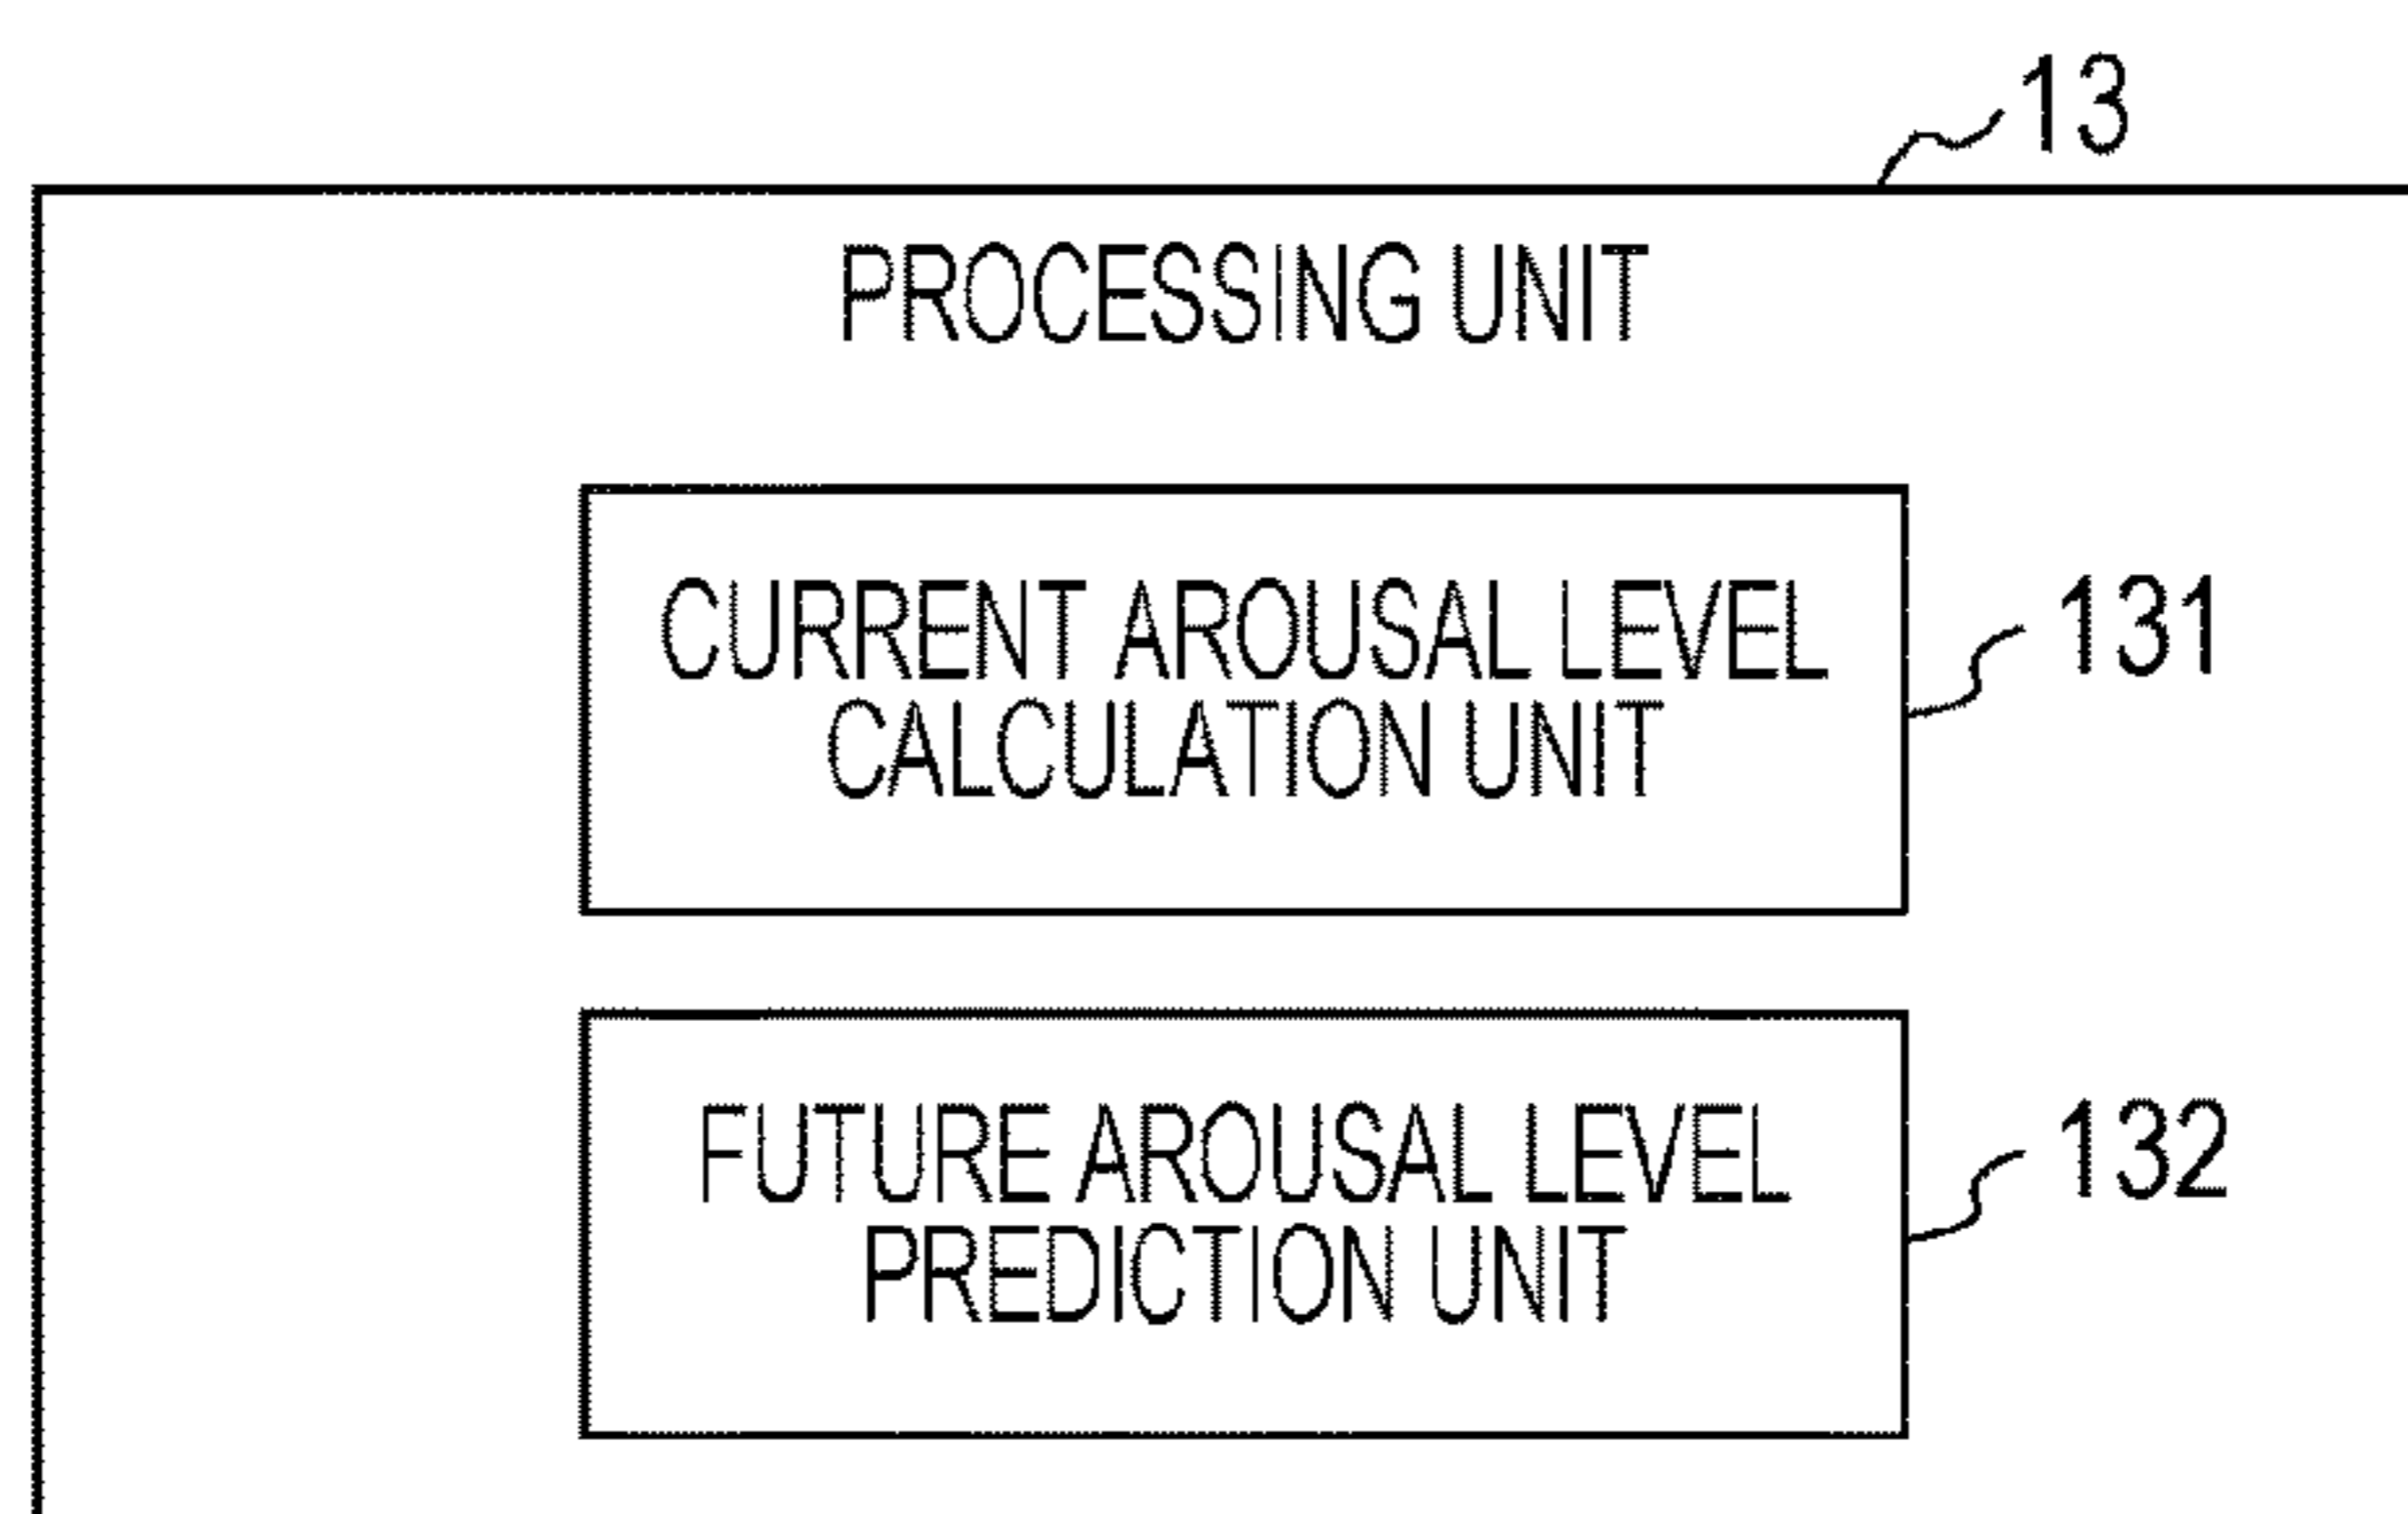 13
PROCESSING UNIT
CURRENT AROUSAL LEVEL
CALCULATION UNIT
131
FUTURE AROUSAL LEVEL
PREDICTION UNIT
132